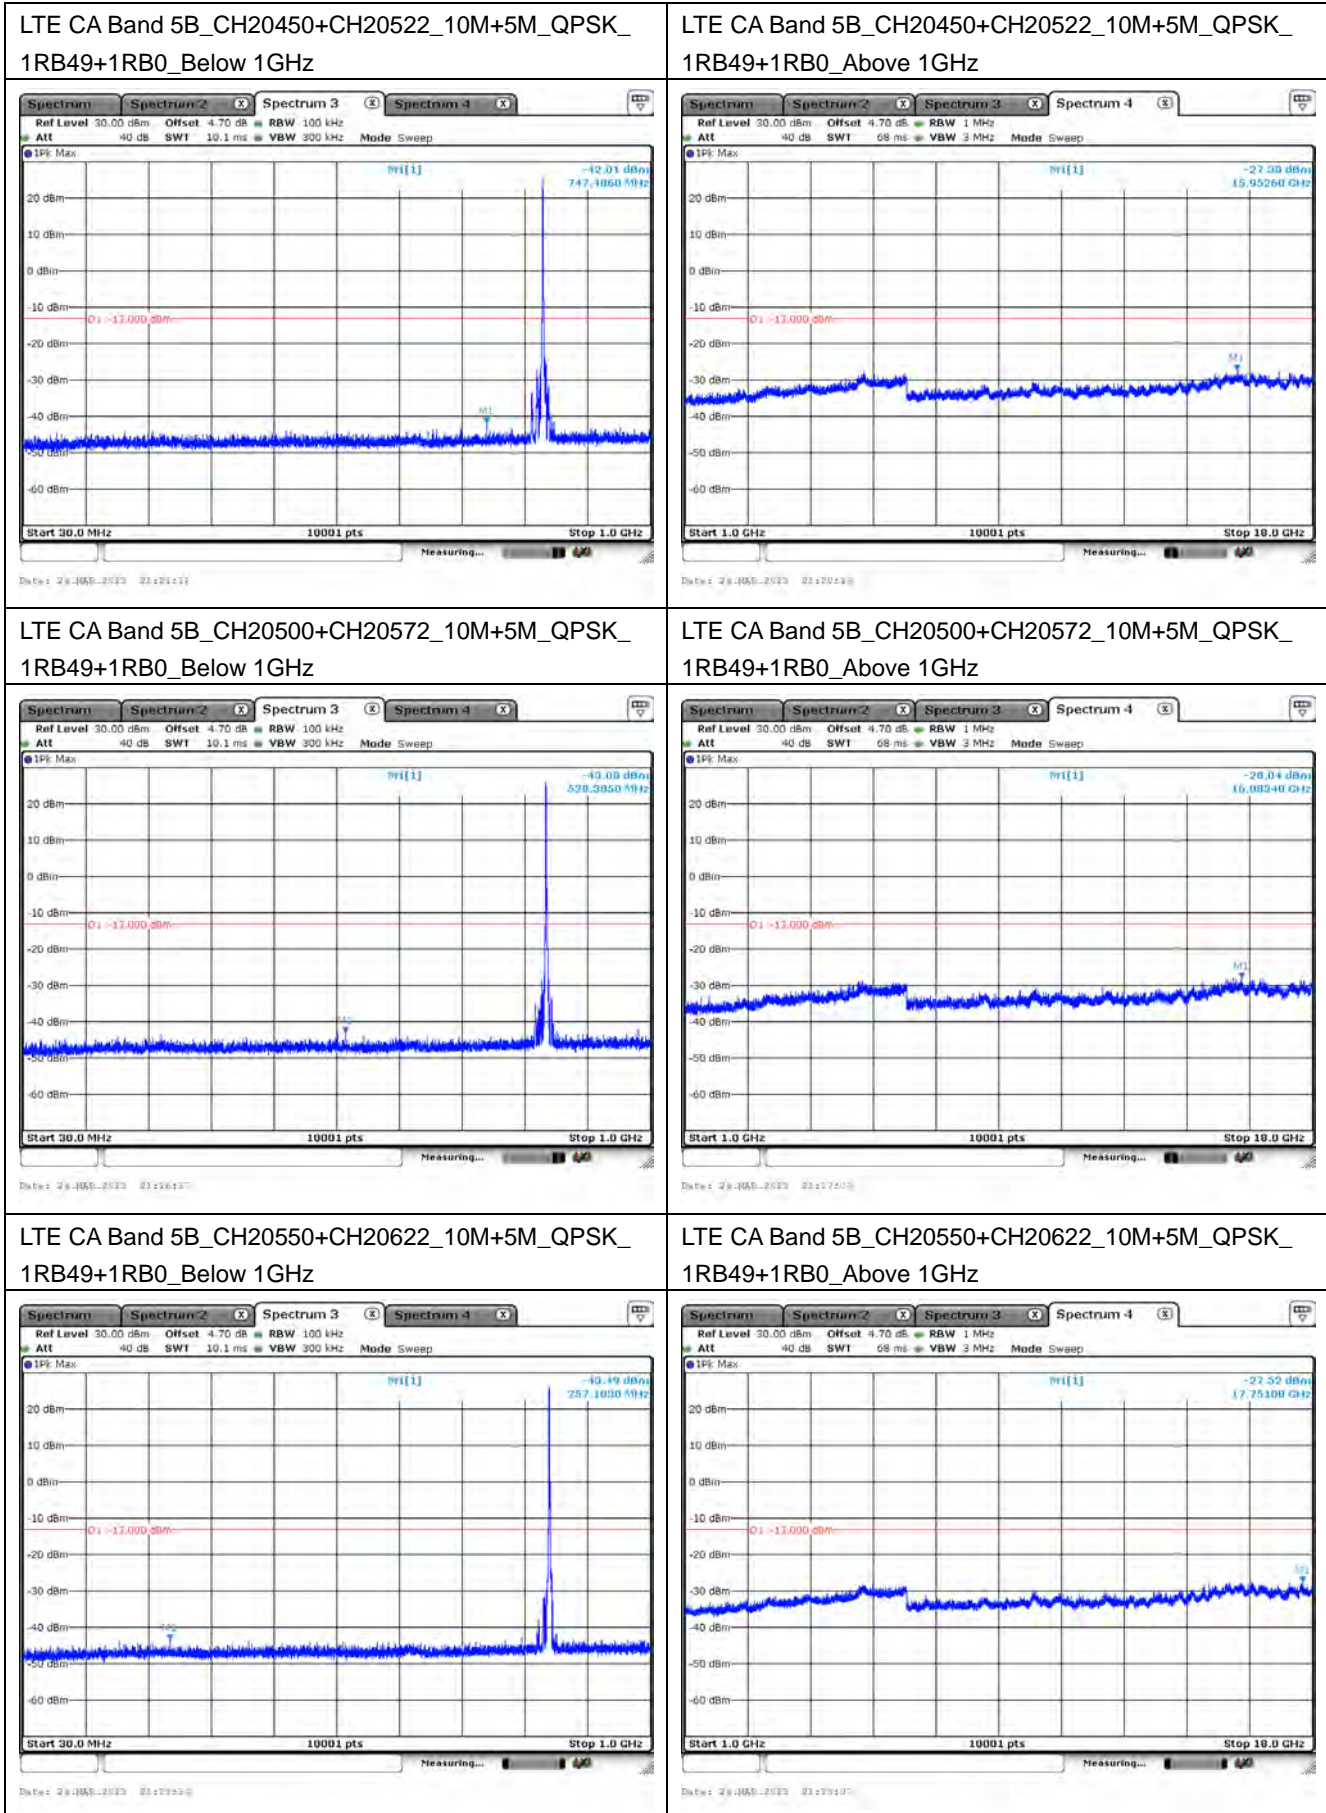 LTE CA Band 5B_CH20450+CH20522_10M+5M_QPSK_
1RB49+1RB0_Below 1GHz
Spectrum Spectrum 2 Spectrum 3 Spectrum 4
Ref Level 30.00 dBm Offset 4.70 dB RBW 100 kHz
Att 40 dB SWT 10.1 ms VBW 300 kHz Mode Sweep
1Pk Max
M1[1] -42.01 dBm
747.4860 MHz
20 dBm
10 dBm
0 dBm
-10 dBm
D1 -13.000 dBm
-20 dBm
-30 dBm
-40 dBm
M1
-50 dBm
-60 dBm
Start 30.0 MHz 10001 pts Stop 1.0 GHz
Measuring...
LTE CA Band 5B_CH20450+CH20522_10M+5M_QPSK_
1RB49+1RB0_Above 1GHz
Spectrum Spectrum 2 Spectrum 3 Spectrum 4
Ref Level 30.00 dBm Offset 4.70 dB RBW 1 MHz
Att 40 dB SWT 68 ms VBW 3 MHz Mode Sweep
1Pk Max
M1[1] -27.30 dBm
15.95260 GHz
20 dBm
10 dBm
0 dBm
-10 dBm
D1 -13.000 dBm
-20 dBm
M1
-30 dBm
-40 dBm
-50 dBm
-60 dBm
Start 1.0 GHz 10001 pts Stop 18.0 GHz
Measuring...
LTE CA Band 5B_CH20500+CH20572_10M+5M_QPSK_
1RB49+1RB0_Below 1GHz
Spectrum Spectrum 2 Spectrum 3 Spectrum 4
Ref Level 30.00 dBm Offset 4.70 dB RBW 100 kHz
Att 40 dB SWT 10.1 ms VBW 300 kHz Mode Sweep
1Pk Max
M1[1] dBm
MHz
20 dBm
10 dBm
0 dBm
-10 dBm
D1 -13.000 dBm
-20 dBm
-30 dBm
-40 dBm
-50 dBm
-60 dBm
Start 30.0 MHz 10001 pts Stop 1.0 GHz
Measuring...
LTE CA Band 5B_CH20500+CH20572_10M+5M_QPSK_
1RB49+1RB0_Above 1GHz
Spectrum Spectrum 2 Spectrum 3 Spectrum 4
Ref Level 30.00 dBm Offset 4.70 dB RBW 1 MHz
Att 40 dB SWT 68 ms VBW 3 MHz Mode Sweep
1Pk Max
M1[1] -28.04 dBm
16.08240 GHz
20 dBm
10 dBm
0 dBm
-10 dBm
D1 -13.000 dBm
-20 dBm
M1
-30 dBm
-40 dBm
-50 dBm
-60 dBm
Start 1.0 GHz 10001 pts Stop 18.0 GHz
Measuring...
LTE CA Band 5B_CH20550+CH20622_10M+5M_QPSK_
1RB49+1RB0_Below 1GHz
Spectrum Spectrum 2 Spectrum 3 Spectrum 4
Ref Level 30.00 dBm Offset 4.70 dB RBW 100 kHz
Att 40 dB SWT 10.1 ms VBW 300 kHz Mode Sweep
1Pk Max
M1[1] -43.49 dBm
257.1030 MHz
20 dBm
10 dBm
0 dBm
-10 dBm
D1 -13.000 dBm
-20 dBm
-30 dBm
-40 dBm
-50 dBm
-60 dBm
Start 30.0 MHz 10001 pts Stop 1.0 GHz
Measuring...
LTE CA Band 5B_CH20550+CH20622_10M+5M_QPSK_
1RB49+1RB0_Above 1GHz
Spectrum Spectrum 2 Spectrum 3 Spectrum 4
Ref Level 30.00 dBm Offset 4.70 dB RBW 1 MHz
Att 40 dB SWT 68 ms VBW 3 MHz Mode Sweep
1Pk Max
M1[1] -27.52 dBm
17.75100 GHz
20 dBm
10 dBm
0 dBm
-10 dBm
D1 -13.000 dBm
-20 dBm
M1
-30 dBm
-40 dBm
-50 dBm
-60 dBm
Start 1.0 GHz 10001 pts Stop 18.0 GHz
Measuring...